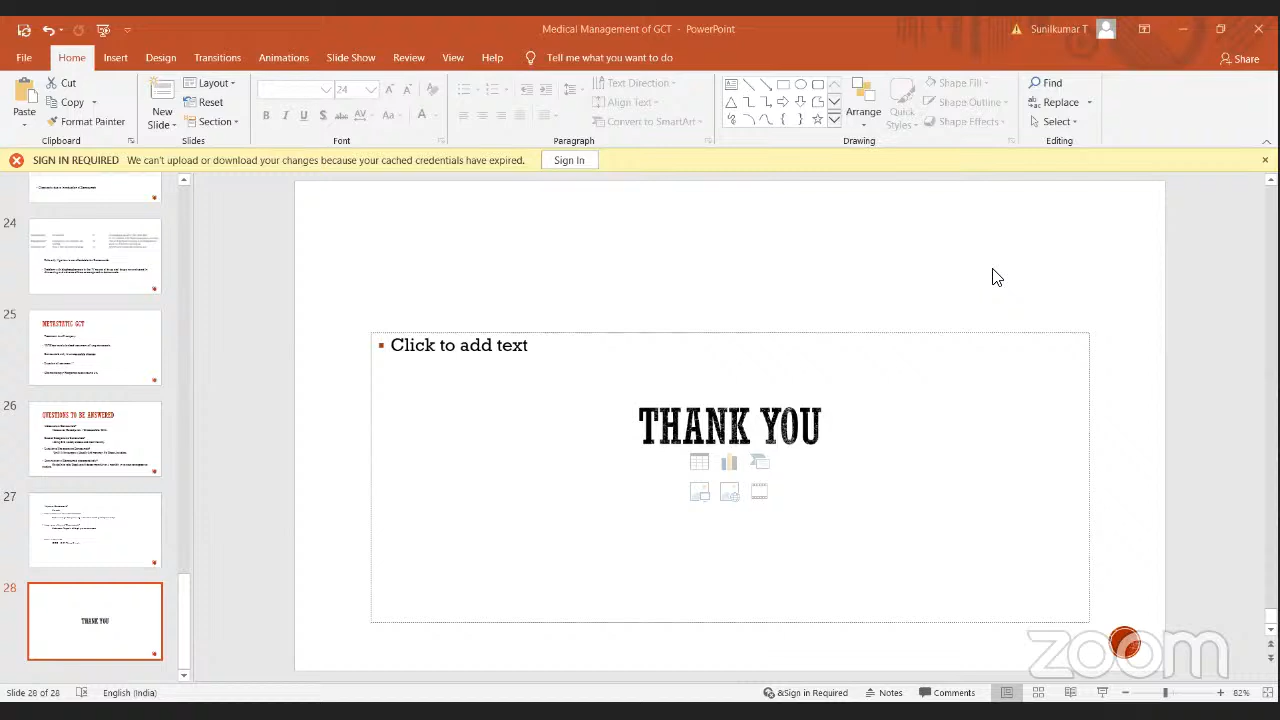 Medical Management of GCT - PowerPoint
Sunilkumar T
File Home Insert Design Transitions Animations Slide Show Review View Help Tell me what you want to do
Share
Paste
Cut
Copy
Format Painter
Clipboard
New Slide
Layout
Reset
Section
Slides
24
Font
Text Direction
Align Text
Convert to SmartArt
Paragraph
Arrange
Quick Styles
Shape Fill
Shape Outline
Shape Effects
Drawing
Find
Replace
Select
Editing
SIGN IN REQUIRED We can't upload or download your changes because your cached credentials have expired. Sign In
24
25
METASTATIC GCT
26
QUESTIONS TO BE ANSWERED
27
28
THANK YOU
Click to add text
THANK YOU
zoom
Slide 28 of 28 English (India)
&Sign in Required Notes Comments 82%